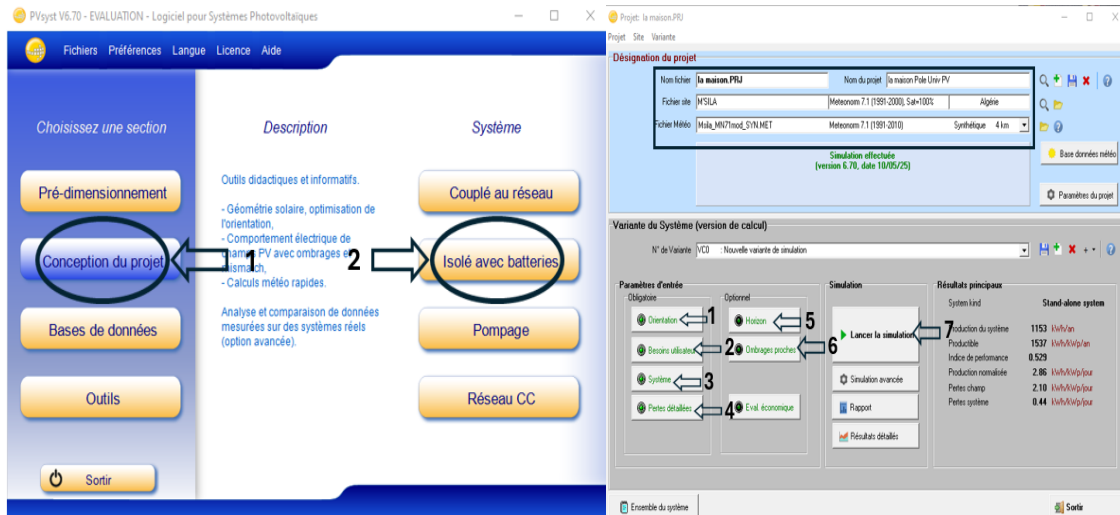 PVsyst V6.70 - EVALUATION - Logiciel pour Systèmes Photovoltaïques
Fichiers Préférences Langue Licence Aide
Choisissez une section
Description
Système
Pré-dimensionnement
Conception du projet
Bases de données
Outils
Sortir
Outils didactiques et informatifs.
- Géométrie solaire, optimisation de
l'orientation,
- Comportement électrique de
champs PV avec ombrages et
mismatch,
- Calculs météo rapides.
Analyse et comparaison de données
mesurées sur des systèmes réels
(option avancée).
1
2
Couplé au réseau
Isolé avec batteries
Pompage
Réseau CC
Projet: la maison.PRJ
Projet Site Variante
Désignation du projet
Nom fichier la maison.PRJ Nom du projet la maison Pole Univ PV
Fichier site M'SILA Meteonorm 7.1 (1991-2000), Sat=100% Algérie
Fichier Météo Msila_MN71mod_SYN.MET Meteonorm 7.1 (1991-2010) Synthétique 4 km
Simulation effectuée
(version 6.70, date 10/05/25)
Base données météo
Paramètres du projet
Variante du Système (version de calcul)
N° de Variante VC0 : Nouvelle variante de simulation
Paramètres d'entrée
Obligatoire
Orientation 1
Besoins utilisateur 2
Système 3
Pertes détaillées 4
Optionnel
Horizon 5
Ombrages proches 6
Eval. économique
Simulation
Lancer la simulation 7
Simulation avancée
Rapport
Résultats détaillés
Résultats principaux
System kind Stand-alone system
Production du système 1153 kWh/an
Productible 1537 kWh/kWp/an
Indice de performance 0.529
Production normalisée 2.86 kWh/kWp/jour
Pertes champ 2.10 kWh/kWp/jour
Pertes système 0.44 kWh/kWp/jour
Ensemble du système
Sortir